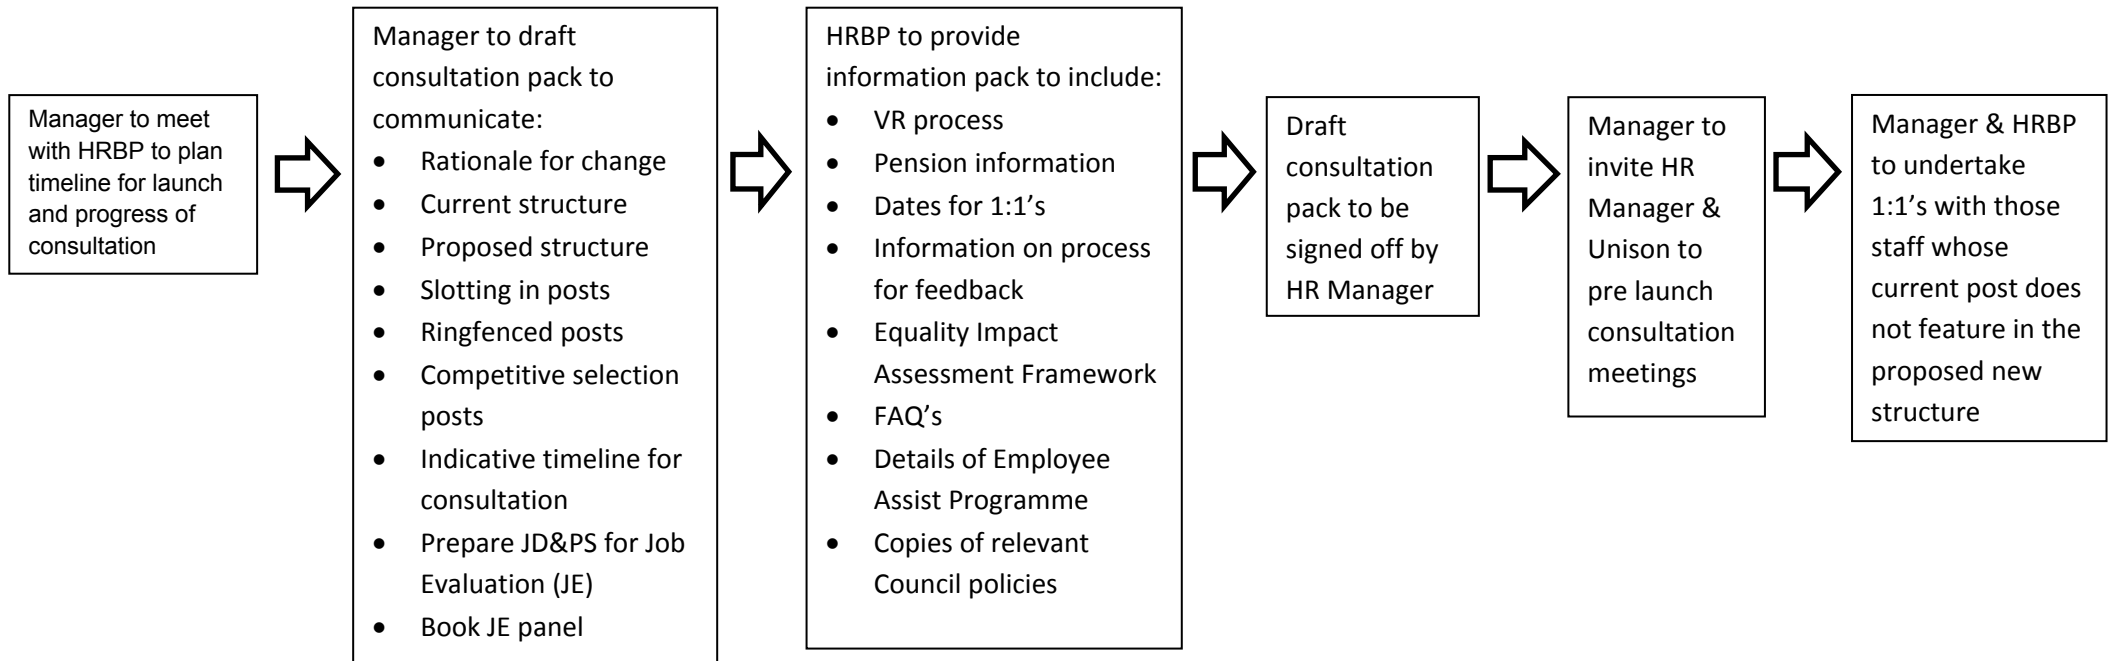 Manager to meet
with HRBP to plan
timeline for launch
and progress of
consultation
Manager to draft
consultation pack to
communicate:
• Rationale for change
• Current structure
• Proposed structure
• Slotting in posts
• Ringfenced posts
• Competitive selection
posts
• Indicative timeline for
consultation
• Prepare JD&PS for Job
Evaluation (JE)
• Book JE panel
HRBP to provide
information pack to include:
• VR process
• Pension information
• Dates for 1:1's
• Information on process
for feedback
• Equality Impact
Assessment Framework
• FAQ's
• Details of Employee
Assist Programme
• Copies of relevant
Council policies
Draft
consultation
pack to be
signed off by
HR Manager
Manager to
invite HR
Manager &
Unison to
pre launch
consultation
meetings
Manager & HRBP
to undertake
1:1's with those
staff whose
current post does
not feature in the
proposed new
structure